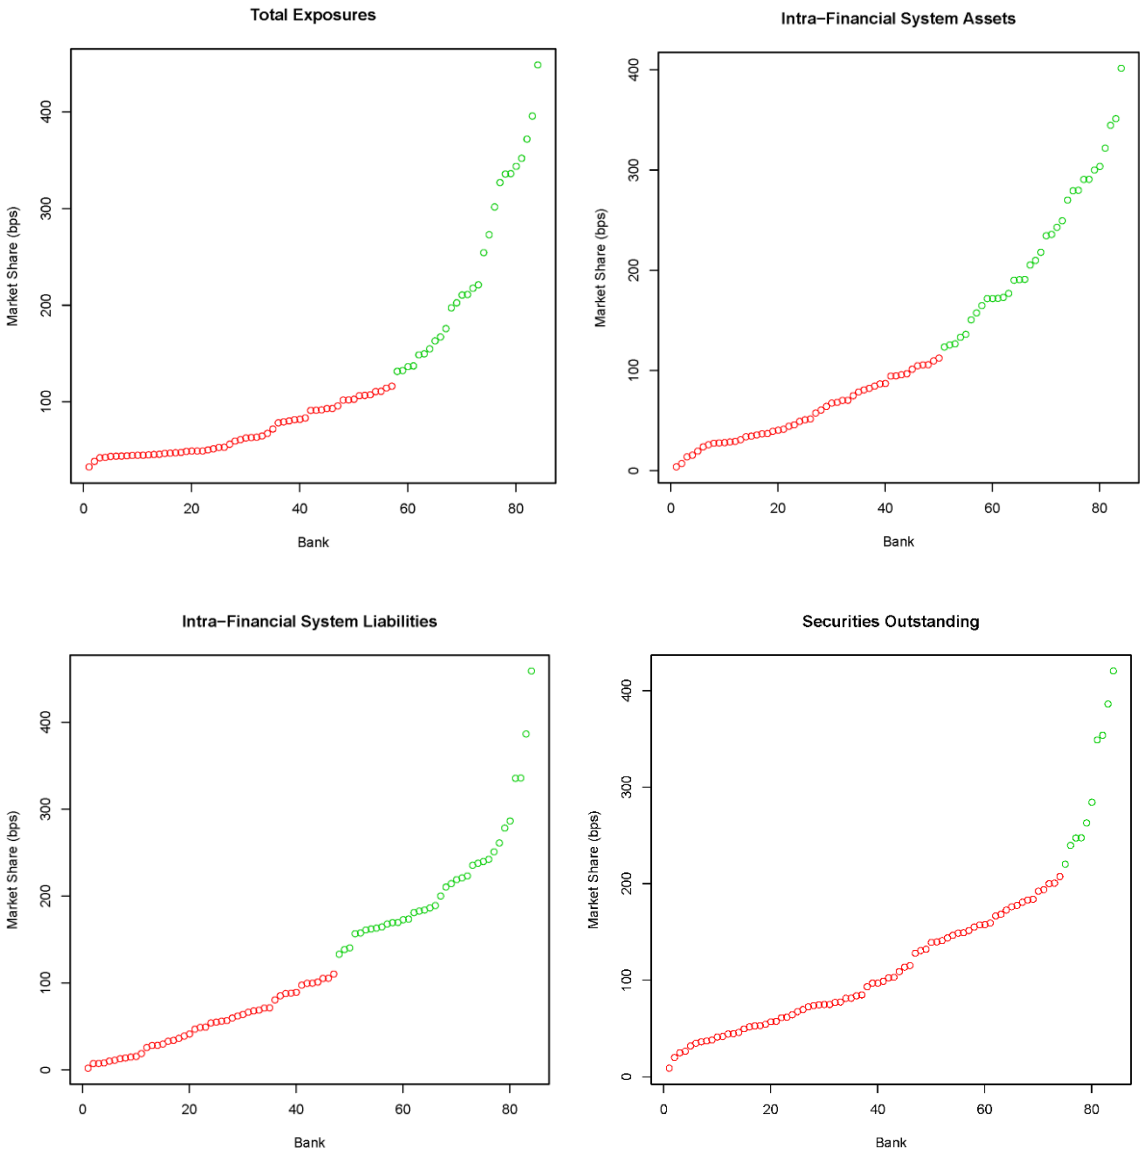 Total Exposures
Market Share (bps)
400
300
200
100
0 20 40 60 80
Bank
Intra−Financial System Assets
Market Share (bps)
400
300
200
100
0
0 20 40 60 80
Bank
Intra−Financial System Liabilities
Market Share (bps)
400
300
200
100
0
0 20 40 60 80
Bank
Securities Outstanding
Market Share (bps)
400
300
200
100
0
0 20 40 60 80
Bank